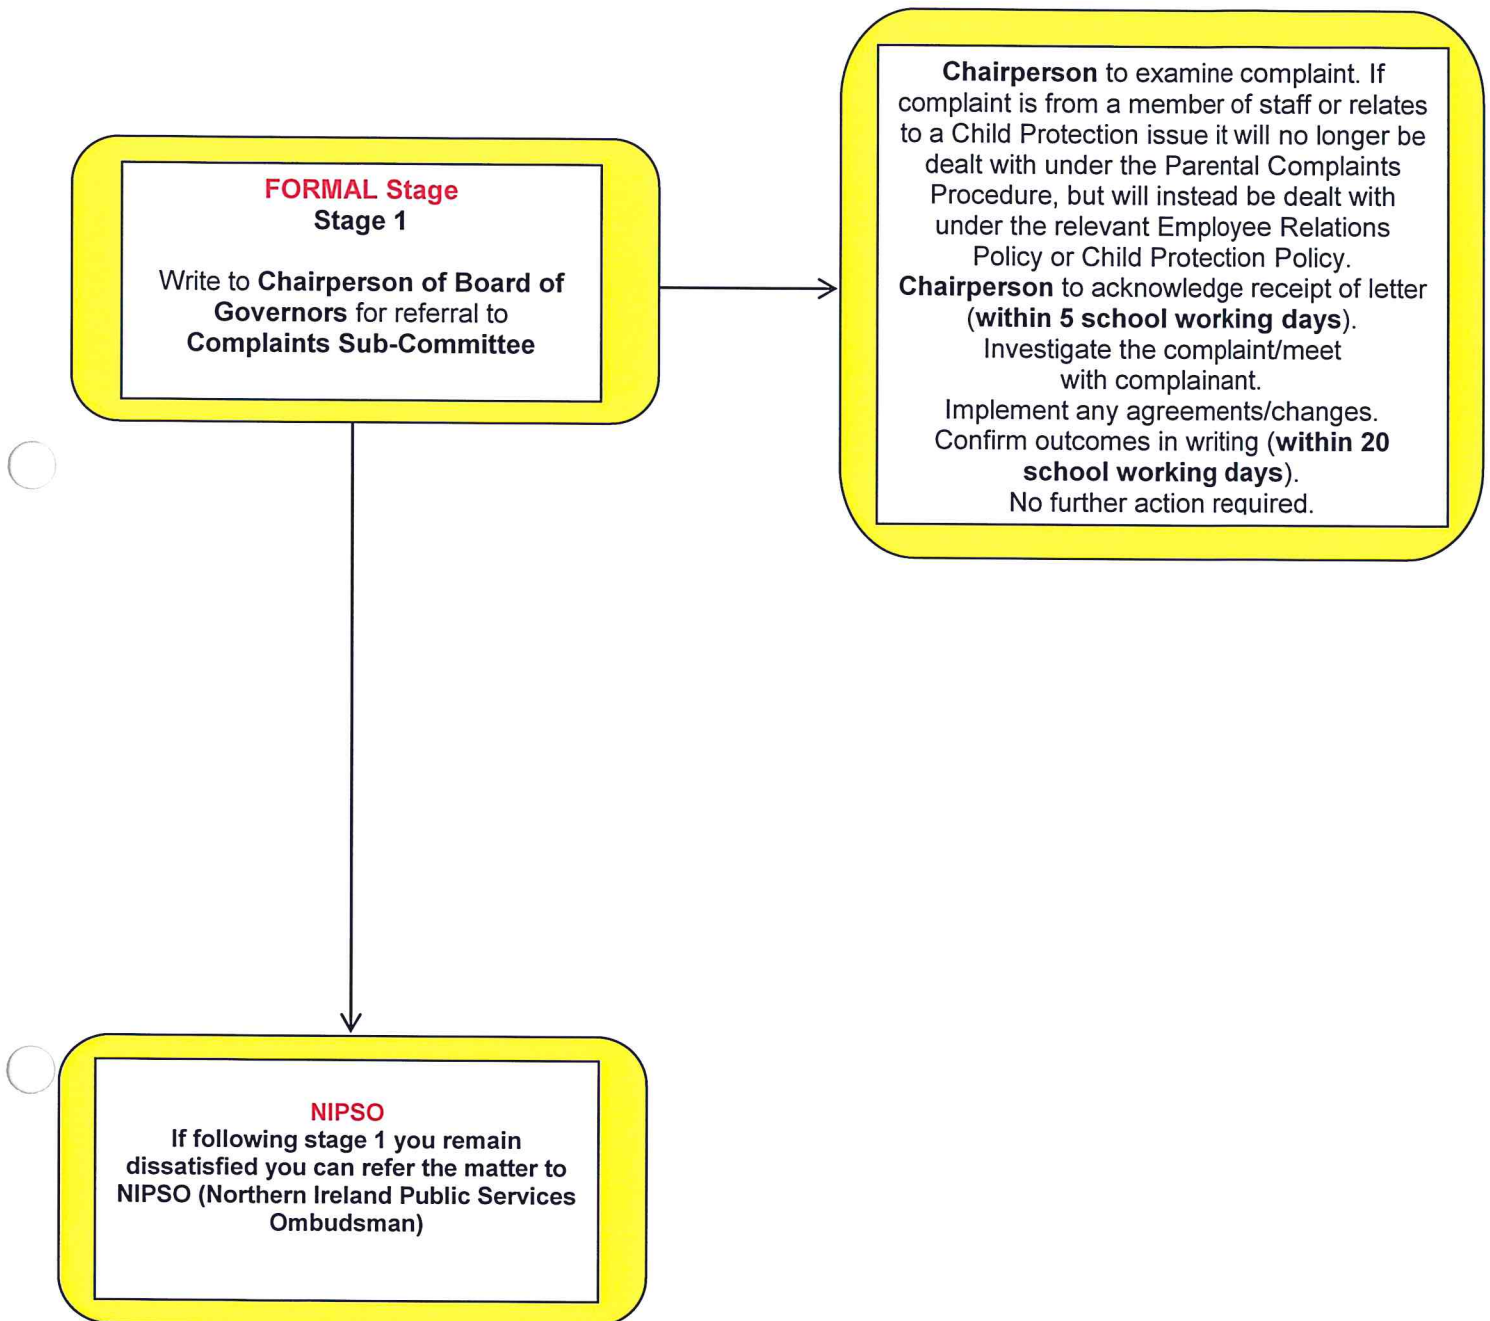 FORMAL Stage
Stage 1
Write to Chairperson of Board of
Governors for referral to
Complaints Sub-Committee
Chairperson to examine complaint. If
complaint is from a member of staff or relates
to a Child Protection issue it will no longer be
dealt with under the Parental Complaints
Procedure, but will instead be dealt with
under the relevant Employee Relations
Policy or Child Protection Policy.
Chairperson to acknowledge receipt of letter
(within 5 school working days).
Investigate the complaint/meet
with complainant.
Implement any agreements/changes.
Confirm outcomes in writing (within 20
school working days).
No further action required.
NIPSO
If following stage 1 you remain
dissatisfied you can refer the matter to
NIPSO (Northern Ireland Public Services
Ombudsman)